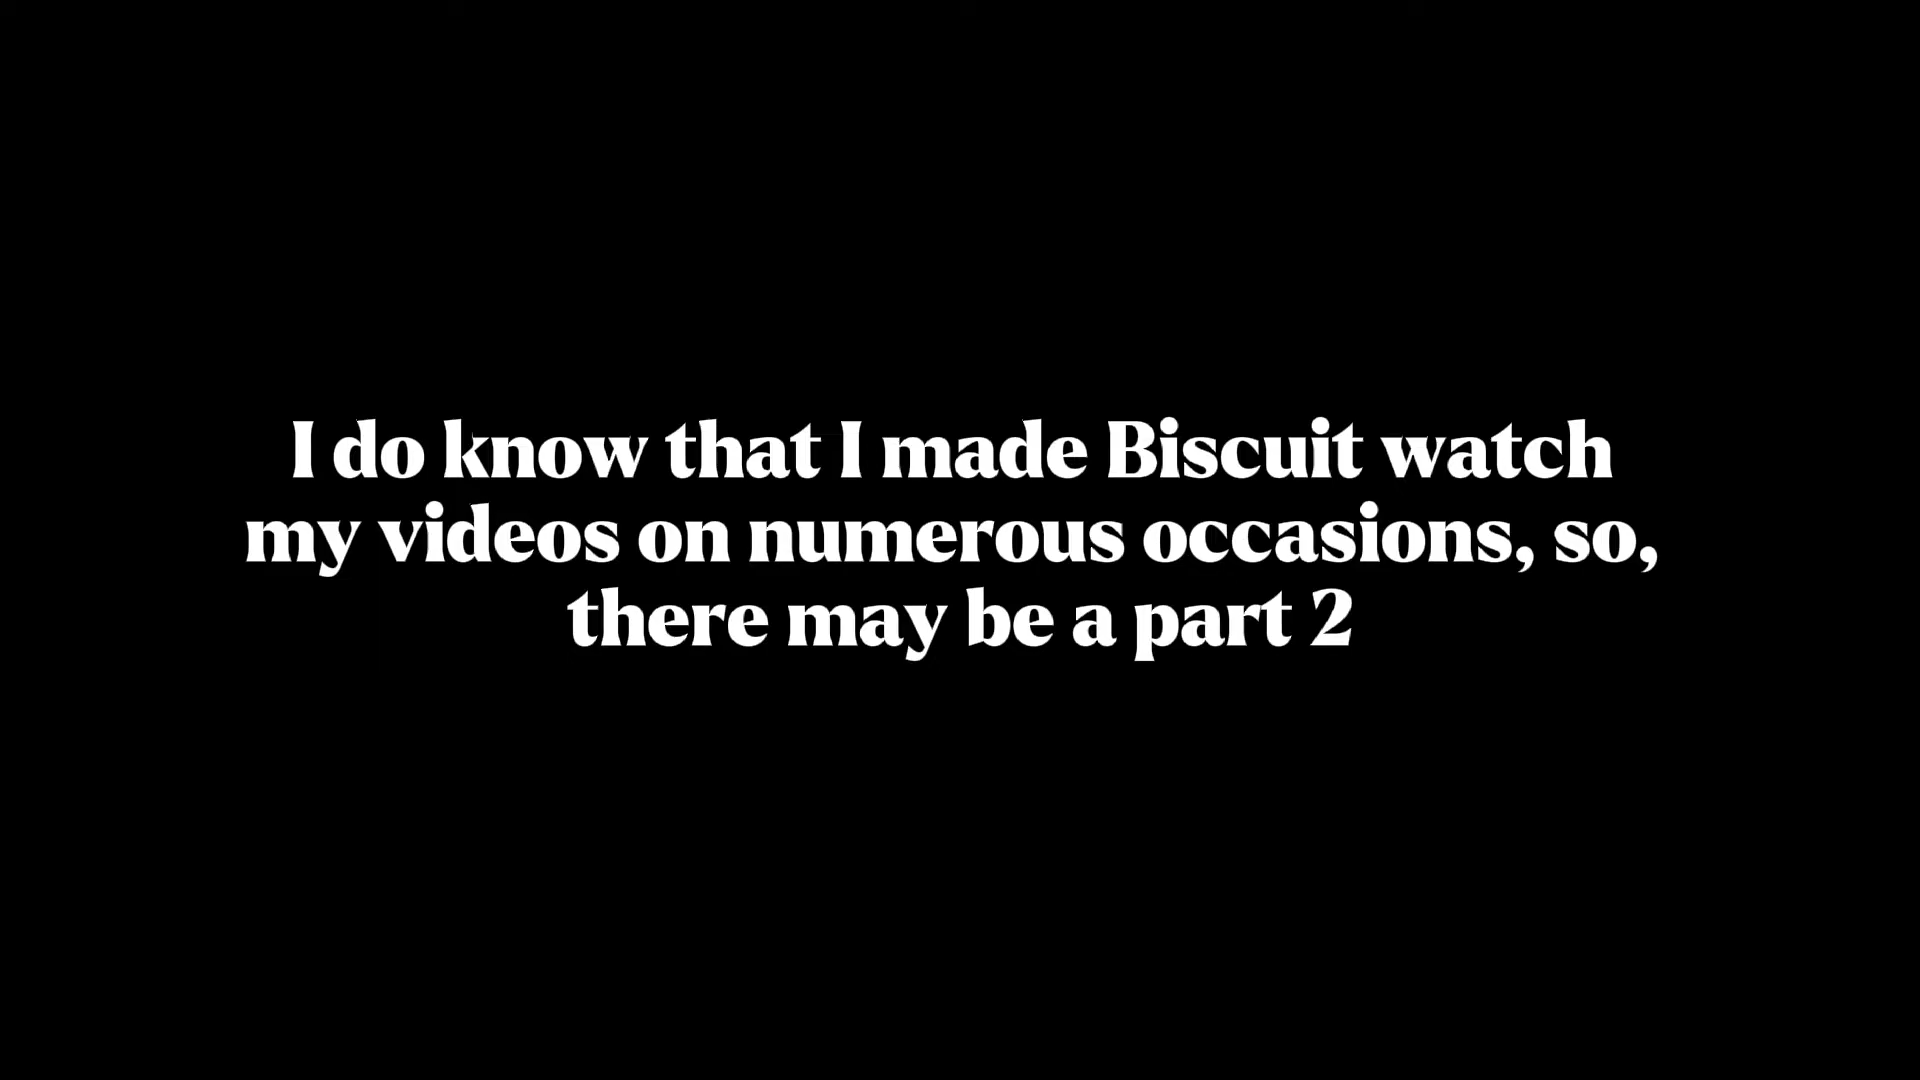 I do know that I made Biscuit watch
my videos on numerous occasions, so,
there may be a part 2